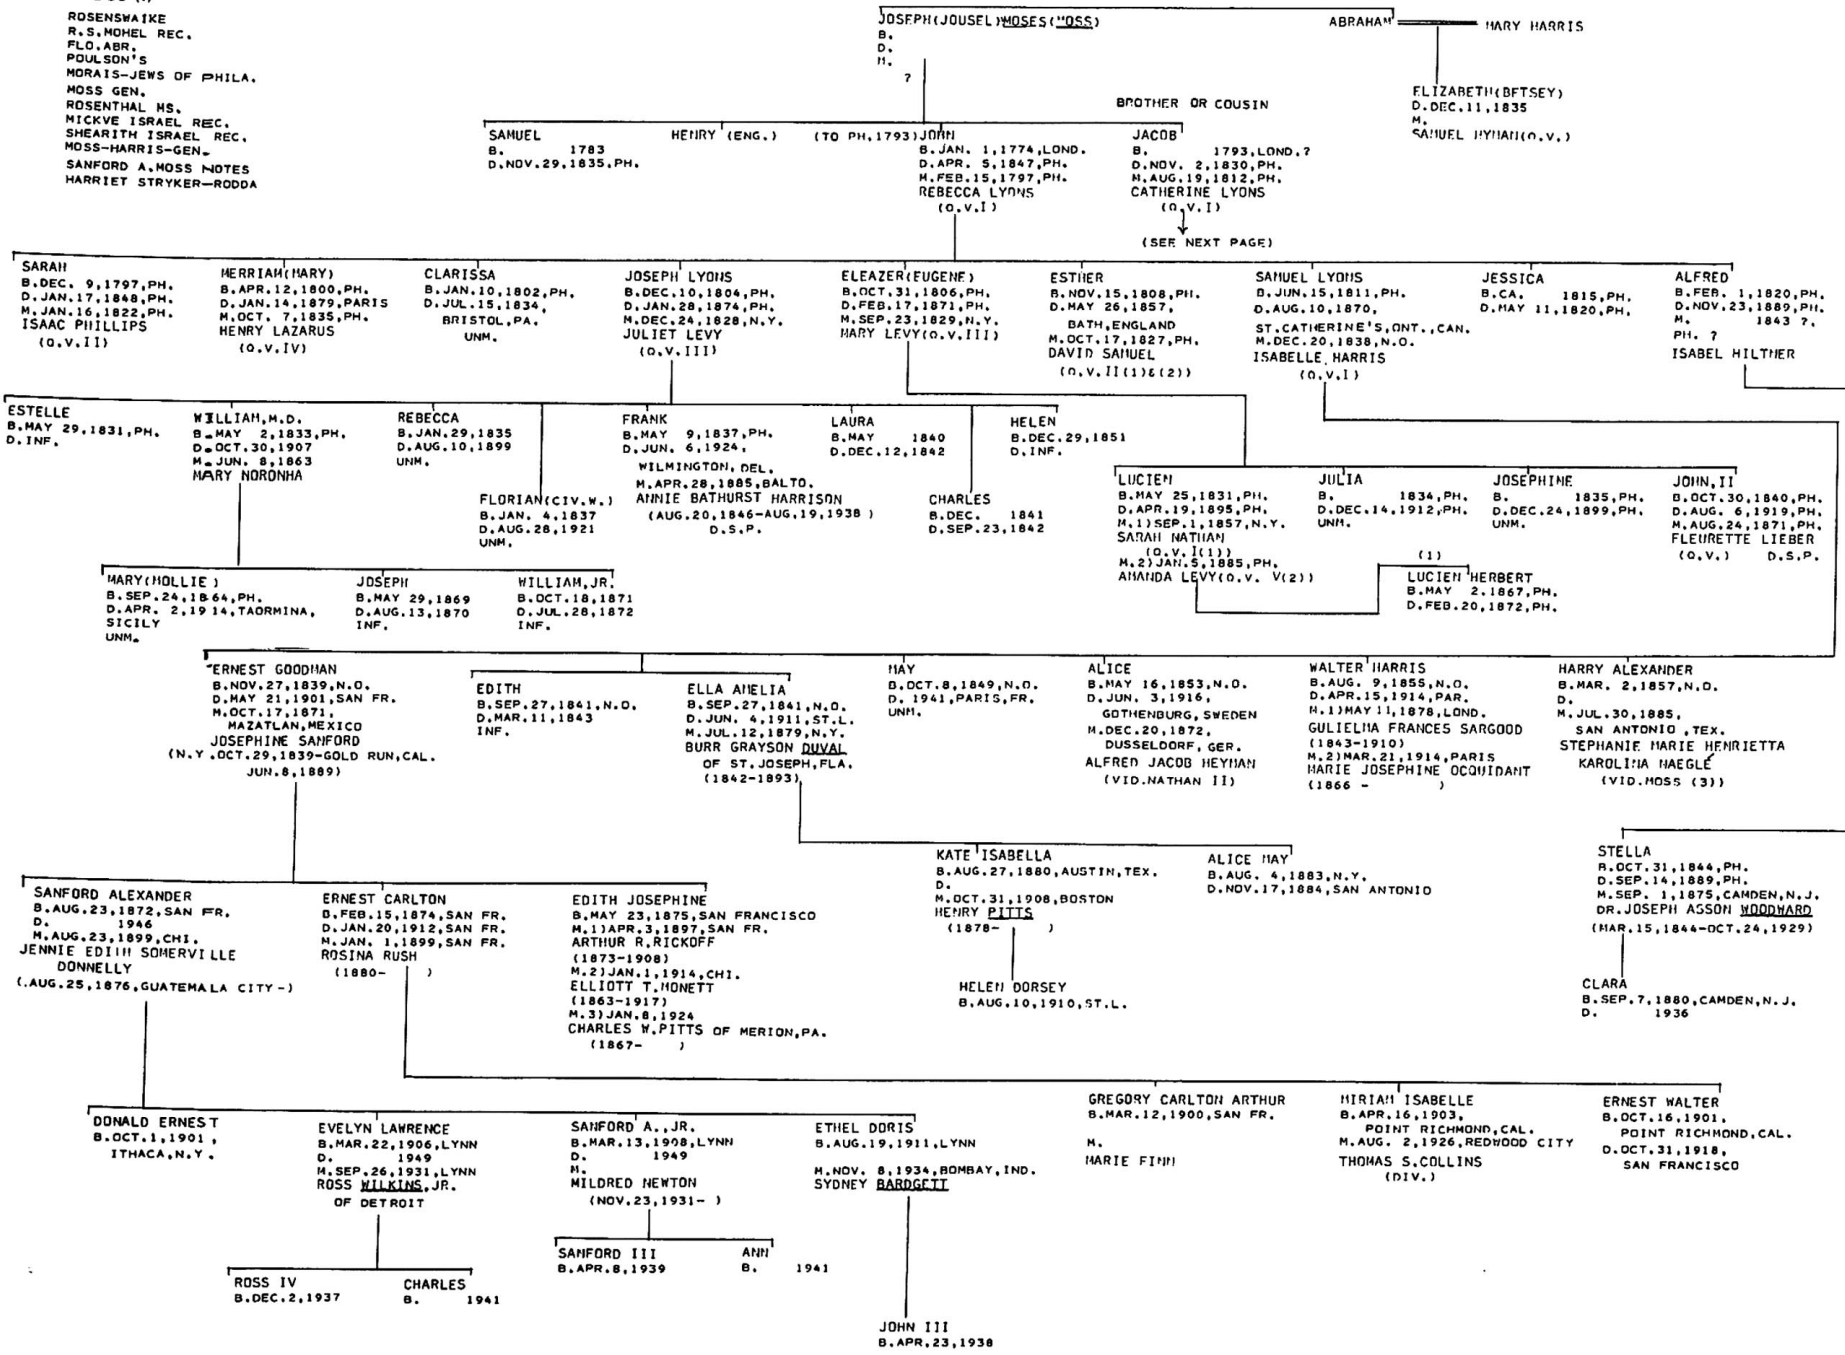 ROSENSWAIKE
R.S.MOHEL REC.
FLO.ABR.
POULSON'S
MORAIS-JEWS OF PHILA.
MOSS GEN.
ROSENTHAL MS.
MICKVE ISRAEL REC.
SHEARITH ISRAEL REC.
MOSS-HARRIS-GEN.
SANFORD A.MOSS NOTES
HARRIET STRYKER-RODDA
JOSEPH(JOUSEL)MOSES(MOSS)
B.
D.
M.
?
ABRAHAM
MARY HARRIS
ELIZABETH(BETSEY)
D.DEC.11,1835
M.
SAMUEL HYMAN(Q.V.)
BROTHER OR COUSIN
SAMUEL
B. 1783
D.NOV.29,1835,PH.
HENRY (ENG.)
(TO PH,1793)JOHN
B.JAN. 1,1774,LOND.
D.APR. 5,1847,PH.
M.FEB.15,1797,PH.
REBECCA LYONS
(Q.V.I)
JACOB
B. 1793,LOND.?
D.NOV. 2,1830,PH.
M.AUG.19,1812,PH.
CATHERINE LYONS
(Q.V.I)
(SEE NEXT PAGE)
SARAH
B.DEC. 9,1797,PH.
D.JAN.17,1848,PH.
M.JAN.16,1822,PH.
ISAAC PHILLIPS
(Q.V.II)
MERRIAM(MARY)
B.APR.12,1800,PH.
D.JAN.14,1879,PARIS
M.OCT. 7,1835,PH.
HENRY LAZARUS
(Q.V.IV)
CLARISSA
B.JAN.10,1802,PH.
D.JUL.15,1834,
BRISTOL,PA.
UNM.
JOSEPH LYONS
B.DEC.10,1804,PH.
D.JAN.28,1874,PH.
M.DEC.24,1828,N.Y.
JULIET LEVY
(Q.V.III)
ELEAZER(EUGENE)
B.OCT.31,1806,PH.
D.FEB.17,1871,PH.
M.SEP.23,1829,N.Y.
MARY LEVY(Q.V.III)
ESTHER
B.NOV.15,1808,PH.
D.MAY 26,1857,
BATH,ENGLAND
M.OCT.17,1827,PH.
DAVID SAMUEL
(Q.V.II(1)&(2))
SAMUEL LYONS
B.JUN.15,1811,PH.
D.AUG.10,1870,
ST.CATHERINE'S,ONT.,CAN.
M.DEC.20,1838,N.O.
ISABELLE HARRIS
(Q.V.I)
JESSICA
B.CA. 1815,PH.
D.MAY 11,1820,PH.
ALFRED
B.FEB. 1,1820,PH.
D.NOV.23,1889,PH.
M. 1843 ?,
PH. ?
ISABEL HILTNER
ESTELLE
B.MAY 29,1831,PH.
D.INF.
WILLIAM,M.D.
B.MAY 2,1833,PH.
D.OCT.30,1907
M.JUN. 8,1863
MARY NORONHA
REBECCA
B.JAN.29,1835
D.AUG.10,1899
UNM.
FLORIAN(CIV.W.)
B.JAN. 4,1837
D.AUG.28,1921
UNM.
FRANK
B.MAY 9,1837,PH.
D.JUN. 6,1924,
WILMINGTON,DEL.
M.APR.28,1885,BALTO.
ANNIE BATHURST HARRISON
(AUG.20,1846-AUG.19,1938)
D.S.P.
LAURA
B.MAY 1840
D.DEC.12,1842
CHARLES
B.DEC. 1841
D.SEP.23,1842
HELEN
B.DEC.29,1851
D.INF.
LUCIEN
B.MAY 25,1831,PH.
D.APR.19,1895,PH.
M.1)SEP.1,1857,N.Y.
SARAH NATHAN
(Q.V.I(1))
M.2)JAN.5,1885,PH.
AMANDA LEVY(Q.V. V(2))
JULIA
B. 1834,PH.
D.DEC.14,1912,PH.
UNM.
JOSEPHINE
B. 1835,PH.
D.DEC.24,1899,PH.
UNM.
JOHN,II
B.OCT.30,1840,PH.
D.AUG. 6,1919,PH.
M.AUG.24,1871,PH.
FLEURETTE LIEBER
(Q.V.) D.S.P.
(1)
LUCIEN HERBERT
B.MAY 2,1867,PH.
D.FEB.20,1872,PH.
MARY(MOLLIE)
B.SEP.24,1864,PH.
D.APR. 2,1914,TAORMINA,
SICILY
UNM.
JOSEPH
B.MAY 29,1869
D.AUG.13,1870
INF.
WILLIAM,JR.
B.OCT.18,1871
D.JUL.28,1872
INF.
ERNEST GOODMAN
B.NOV.27,1839,N.O.
D.MAY 21,1901,SAN FR.
M.OCT.17,1871,
MAZATLAN,MEXICO
JOSEPHINE SANFORD
(N.Y.OCT.29,1839-GOLD RUN,CAL.
JUN.8,1889)
EDITH
B.SEP.27,1841,N.O.
D.MAR.11,1843
INF.
ELLA AMELIA
B.SEP.27,1841,N.O.
D.JUN. 4,1911,ST.L.
M.JUL.12,1879,N.Y.
BURR GRAYSON DUVAL
OF ST.JOSEPH,FLA.
(1842-1893)
MAY
B.OCT.8,1849,N.O.
D. 1941,PARIS,FR.
UNM.
ALICE
B.MAY 16,1853,N.O.
D.JUN. 3,1916,
GOTHENBURG,SWEDEN
M.DEC.20,1872,
DUSSELDORF,GER.
ALFRED JACOB HEYMAN
(VID.NATHAN II)
WALTER HARRIS
B.AUG. 9,1855,N.O.
D.APR.15,1914,PAR.
M.1)MAY 11,1878,LOND.
GULIELMA FRANCES SARGOOD
(1843-1910)
M.2)MAR.21,1914,PARIS
MARIE JOSEPHINE OCQUIDANT
(1866 - )
HARRY ALEXANDER
B.MAR. 2,1857,N.O.
D.
M.JUL.30,1885,
SAN ANTONIO,TEX.
STEPHANIE MARIE HENRIETTA
KAROLINA NAEGLE
(VID.MOSS (3))
KATE ISABELLA
B.AUG.27,1880,AUSTIN,TEX.
D.
M.OCT.31,1908,BOSTON
HENRY PITTS
(1878- )
ALICE MAY
B.AUG. 4,1883,N.Y.
D.NOV.17,1884,SAN ANTONIO
STELLA
B.OCT.31,1844,PH.
D.SEP.14,1889,PH.
M.SEP. 1,1875,CAMDEN,N.J.
DR.JOSEPH ASSON WOODWARD
(MAR.15,1844-OCT.24,1929)
SANFORD ALEXANDER
B.AUG.23,1872,SAN FR.
D. 1946
M.AUG.23,1899,CHI.
JENNIE EDITH SOMERVILLE
DONNELLY
(.AUG.25,1876,GUATEMALA CITY-)
ERNEST CARLTON
B.FEB.15,1874,SAN FR.
D.JAN.20,1912,SAN FR.
M.JAN. 1,1899,SAN FR.
ROSINA RUSH
(1880- )
EDITH JOSEPHINE
B.MAY 23,1875,SAN FRANCISCO
M.1)APR.3,1897,SAN FR.
ARTHUR R.RICKOFF
(1873-1908)
M.2)JAN.1,1914,CHI.
ELLIOTT T.MONETT
(1863-1917)
M.3)JAN.8,1924
CHARLES W.PITTS OF MERION,PA.
(1867- )
HELEN DORSEY
B.AUG.10,1910,ST.L.
CLARA
B.SEP.7,1880,CAMDEN,N.J.
D. 1936
DONALD ERNEST
B.OCT.1,1901,
ITHACA,N.Y.
EVELYN LAWRENCE
B.MAR.22,1906,LYNN
D. 1949
M.SEP.26,1931,LYNN
ROSS WILKINS,JR.
OF DETROIT
SANFORD A.,JR.
B.MAR.13,1908,LYNN
D. 1949
M.
MILDRED NEWTON
(NOV.23,1931- )
ETHEL DORIS
B.AUG.19,1911,LYNN
M.NOV. 8,1934,BOMBAY,IND.
SYDNEY BARDGETT
GREGORY CARLTON ARTHUR
B.MAR.12,1900,SAN FR.
M.
MARIE FINN
MIRIAM ISABELLE
B.APR.16,1903,
POINT RICHMOND,CAL.
M.AUG. 2,1926,REDWOOD CITY
THOMAS S.COLLINS
(DIV.)
ERNEST WALTER
B.OCT.16,1901,
POINT RICHMOND,CAL.
D.OCT.31,1918,
SAN FRANCISCO
ROSS IV
B.DEC.2,1937
CHARLES
B. 1941
SANFORD III
B.APR.8,1939
ANN
B. 1941
JOHN III
B.APR.23,1938